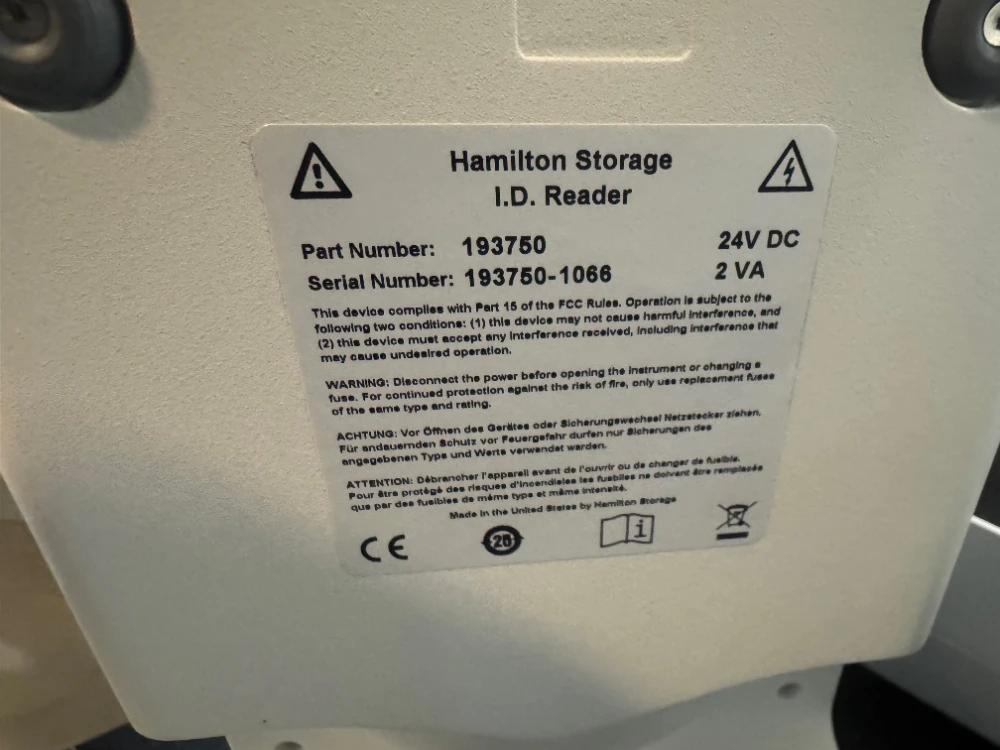 Hamilton Storage
I.D. Reader
Part Number: 193750
24V DC
Serial Number: 193750-1066
2 VA
This device complies with Part 15 of the FCC Rules. Operation is subject to the
following two conditions: (1) this device may not cause harmful interference, and
(2) this device must accept any interference received, including interference that
may cause undesired operation.
WARNING: Disconnect the power before opening the instrument or changing a
fuse. For continued protection against the risk of fire, only use replacement fuses
of the same type and rating.
ACHTUNG: Vor Öffnen des Gerätes oder Sicherungswechsel Netzstecker ziehen.
Für andauernden Schutz vor Feuergefahr durfen nur Sicherungen des
angegebenen Typs und Werts verwendet warden.
ATTENTION: Débrancher l'appareil avant de l'ouvrir ou de changer de fusible.
Pour être protégé des risques d'incendieles les fusibles ne doivent être remplacés
que par des fusibles de même type et même intensité.
Made in the United States by Hamilton Storage
CE
20
i